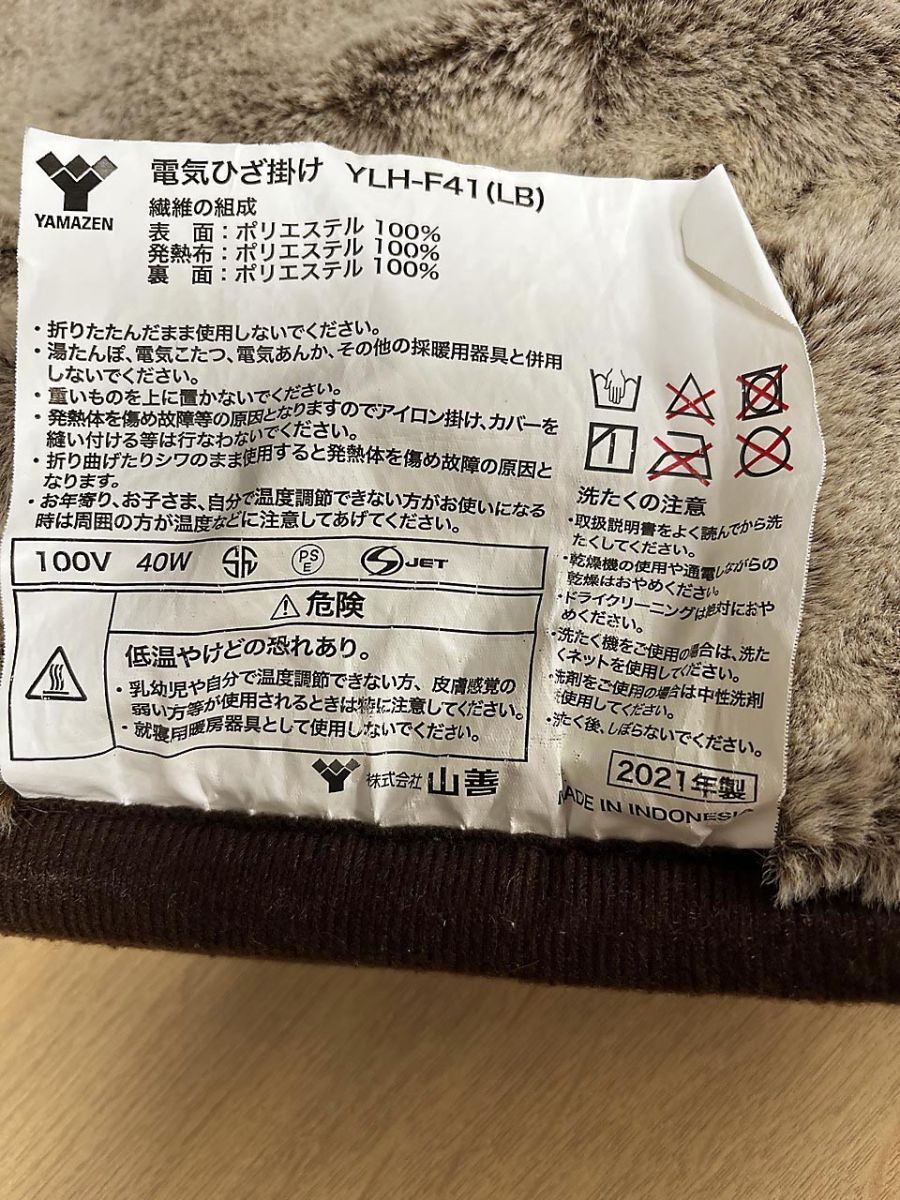 YAMAZEN
電気ひざ掛け YLH-F41(LB)
繊維の組成
表 面：ポリエステル 100%
発熱布：ポリエステル 100%
裏 面：ポリエステル 100%
・折りたたんだまま使用しないでください。
・湯たんぽ、電気こたつ、電気あんか、その他の採暖用器具と併用
しないでください。
・重いものを上に置かないでください。
・発熱体を傷め故障等の原因となりますのでアイロン掛け、カバーを
縫い付ける等は行なわないでください。
・折り曲げたりシワのまま使用すると発熱体を傷め故障の原因と
なります。
・お年寄り、お子さま、自分で温度調節できない方がお使いになる
時は周囲の方が温度などに注意してあげてください。
100V 40W PS E JET
危険
低温やけどの恐れあり。
・乳幼児や自分で温度調節できない方、皮膚感覚の
弱い方等が使用されるときは特に注意してください。
・就寝用暖房器具として使用しないでください。
株式会社 山善
洗たくの注意
・取扱説明書をよく読んでから洗
たくしてください。
・乾燥機の使用や通電しながらの
乾燥はおやめください。
・ドライクリーニングは絶対におや
めください。
・洗たく機をご使用の場合は、洗た
くネットを使用してください。
・洗剤をご使用の場合は中性洗剤
を使用してください。
・洗たく後、しぼらないでください。
2021年製
MADE IN INDONESIA